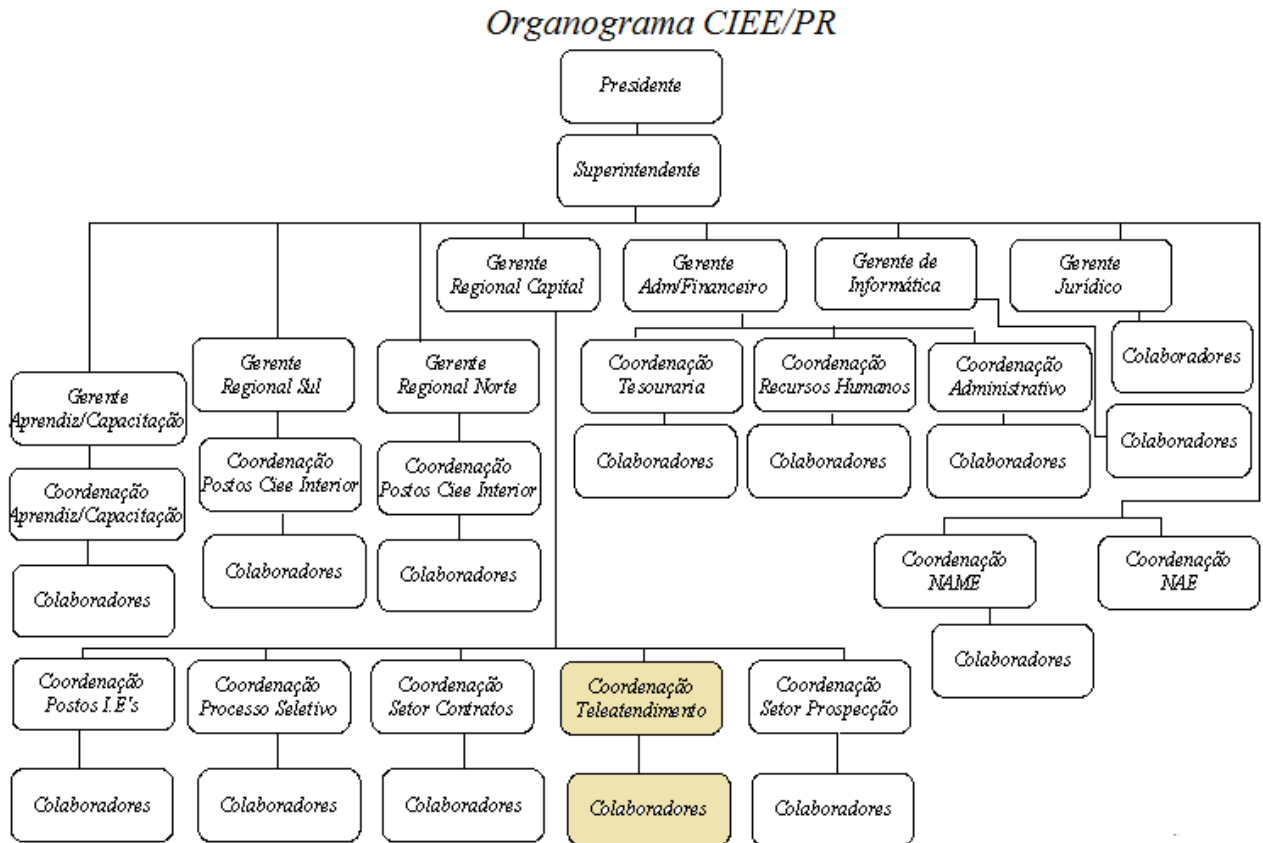 Organograma CIEE/PR
Presidente
Superintendente
Gerente
Regional Capital
Gerente
Adm/Financeiro
Gerente de
Informática
Gerente
Jurídico
Gerente
Aprendiz/Capacitação
Gerente
Regional Sul
Gerente
Regional Norte
Coordenação
Tesouraria
Coordenação
Recursos Humanos
Coordenação
Administrativo
Colaboradores
Colaboradores
Coordenação
Aprendiz/Capacitação
Coordenação
Postos Ciee Interior
Coordenação
Postos Ciee Interior
Colaboradores
Colaboradores
Colaboradores
Colaboradores
Colaboradores
Colaboradores
Coordenação
NAME
Coordenação
NAE
Colaboradores
Coordenação
Postos I.E's
Coordenação
Processo Seletivo
Coordenação
Setor Contratos
Coordenação
Teleatendimento
Coordenação
Setor Prospecção
Colaboradores
Colaboradores
Colaboradores
Colaboradores
Colaboradores